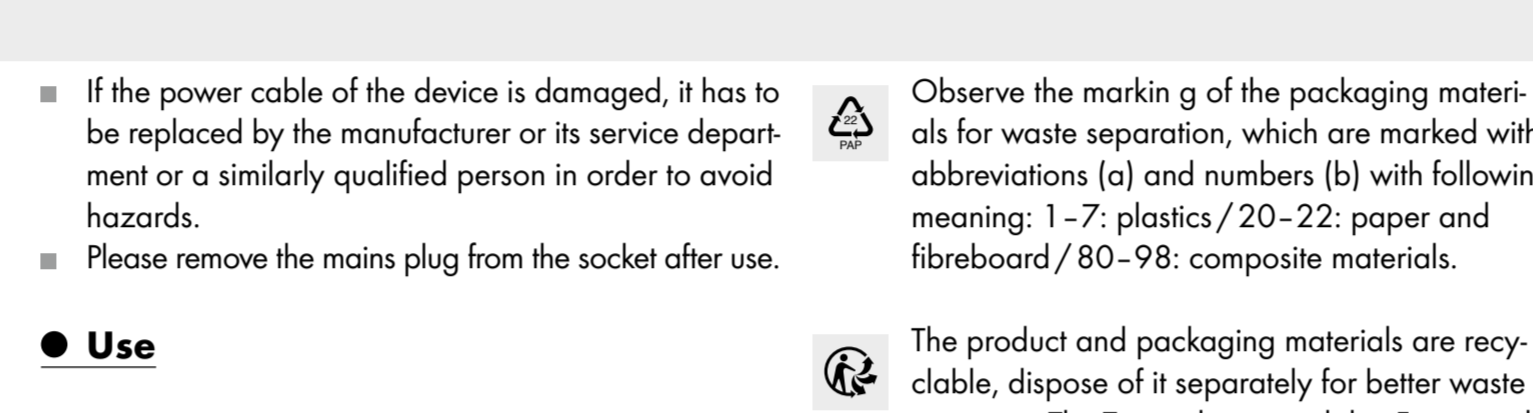 If the power cable of the device is damaged, it has to
be replaced by the manufacturer or its service depart-
ment or a similarly qualified person in order to avoid
hazards.
Please remove the mains plug from the socket after use.
Use
22
PAP
Observe the markin g of the packaging materi-
als for waste separation, which are marked with
abbreviations (a) and numbers (b) with followin
meaning: 1–7: plastics / 20–22: paper and
fibreboard / 80–98: composite materials.
The product and packaging materials are recy-
clable, dispose of it separately for better waste